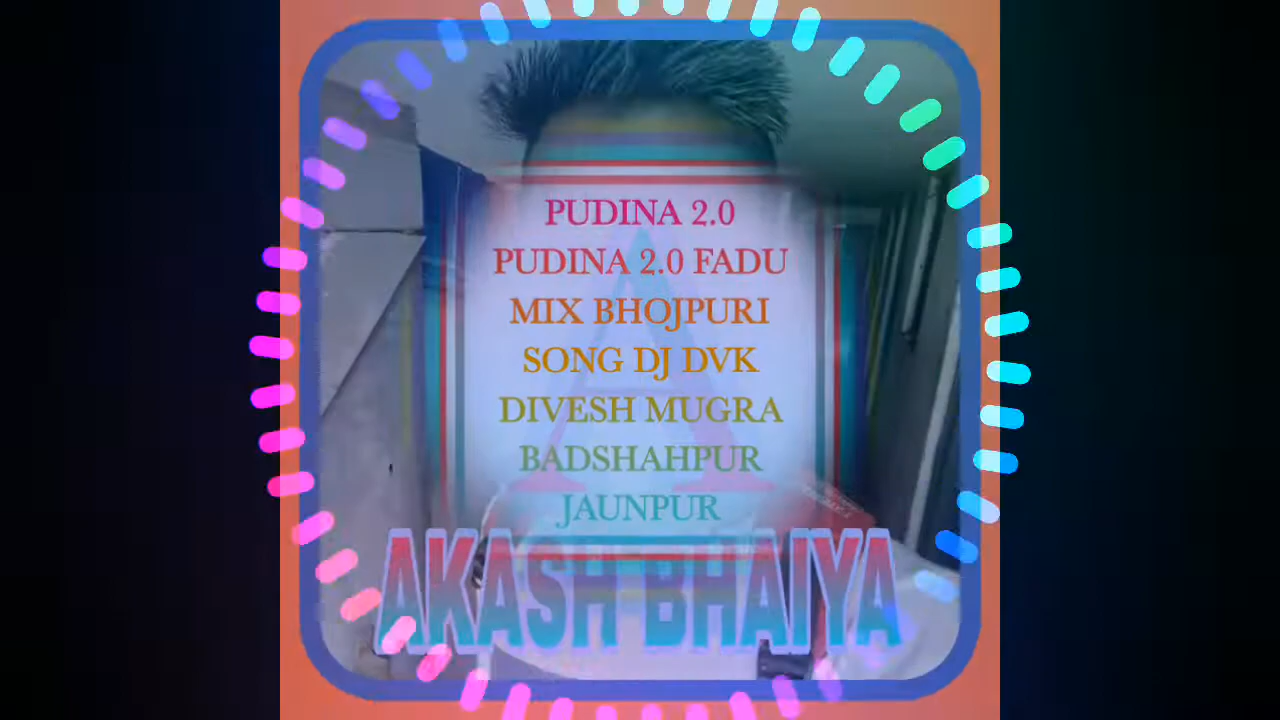 PUDINA 2.0
PUDINA 2.0 FADU
MIX BHOJPURI
SONG DJ DVK
DIVESH MUGRA
BADSHAHPUR
JAUNPUR
A
AKASH BHAIYA